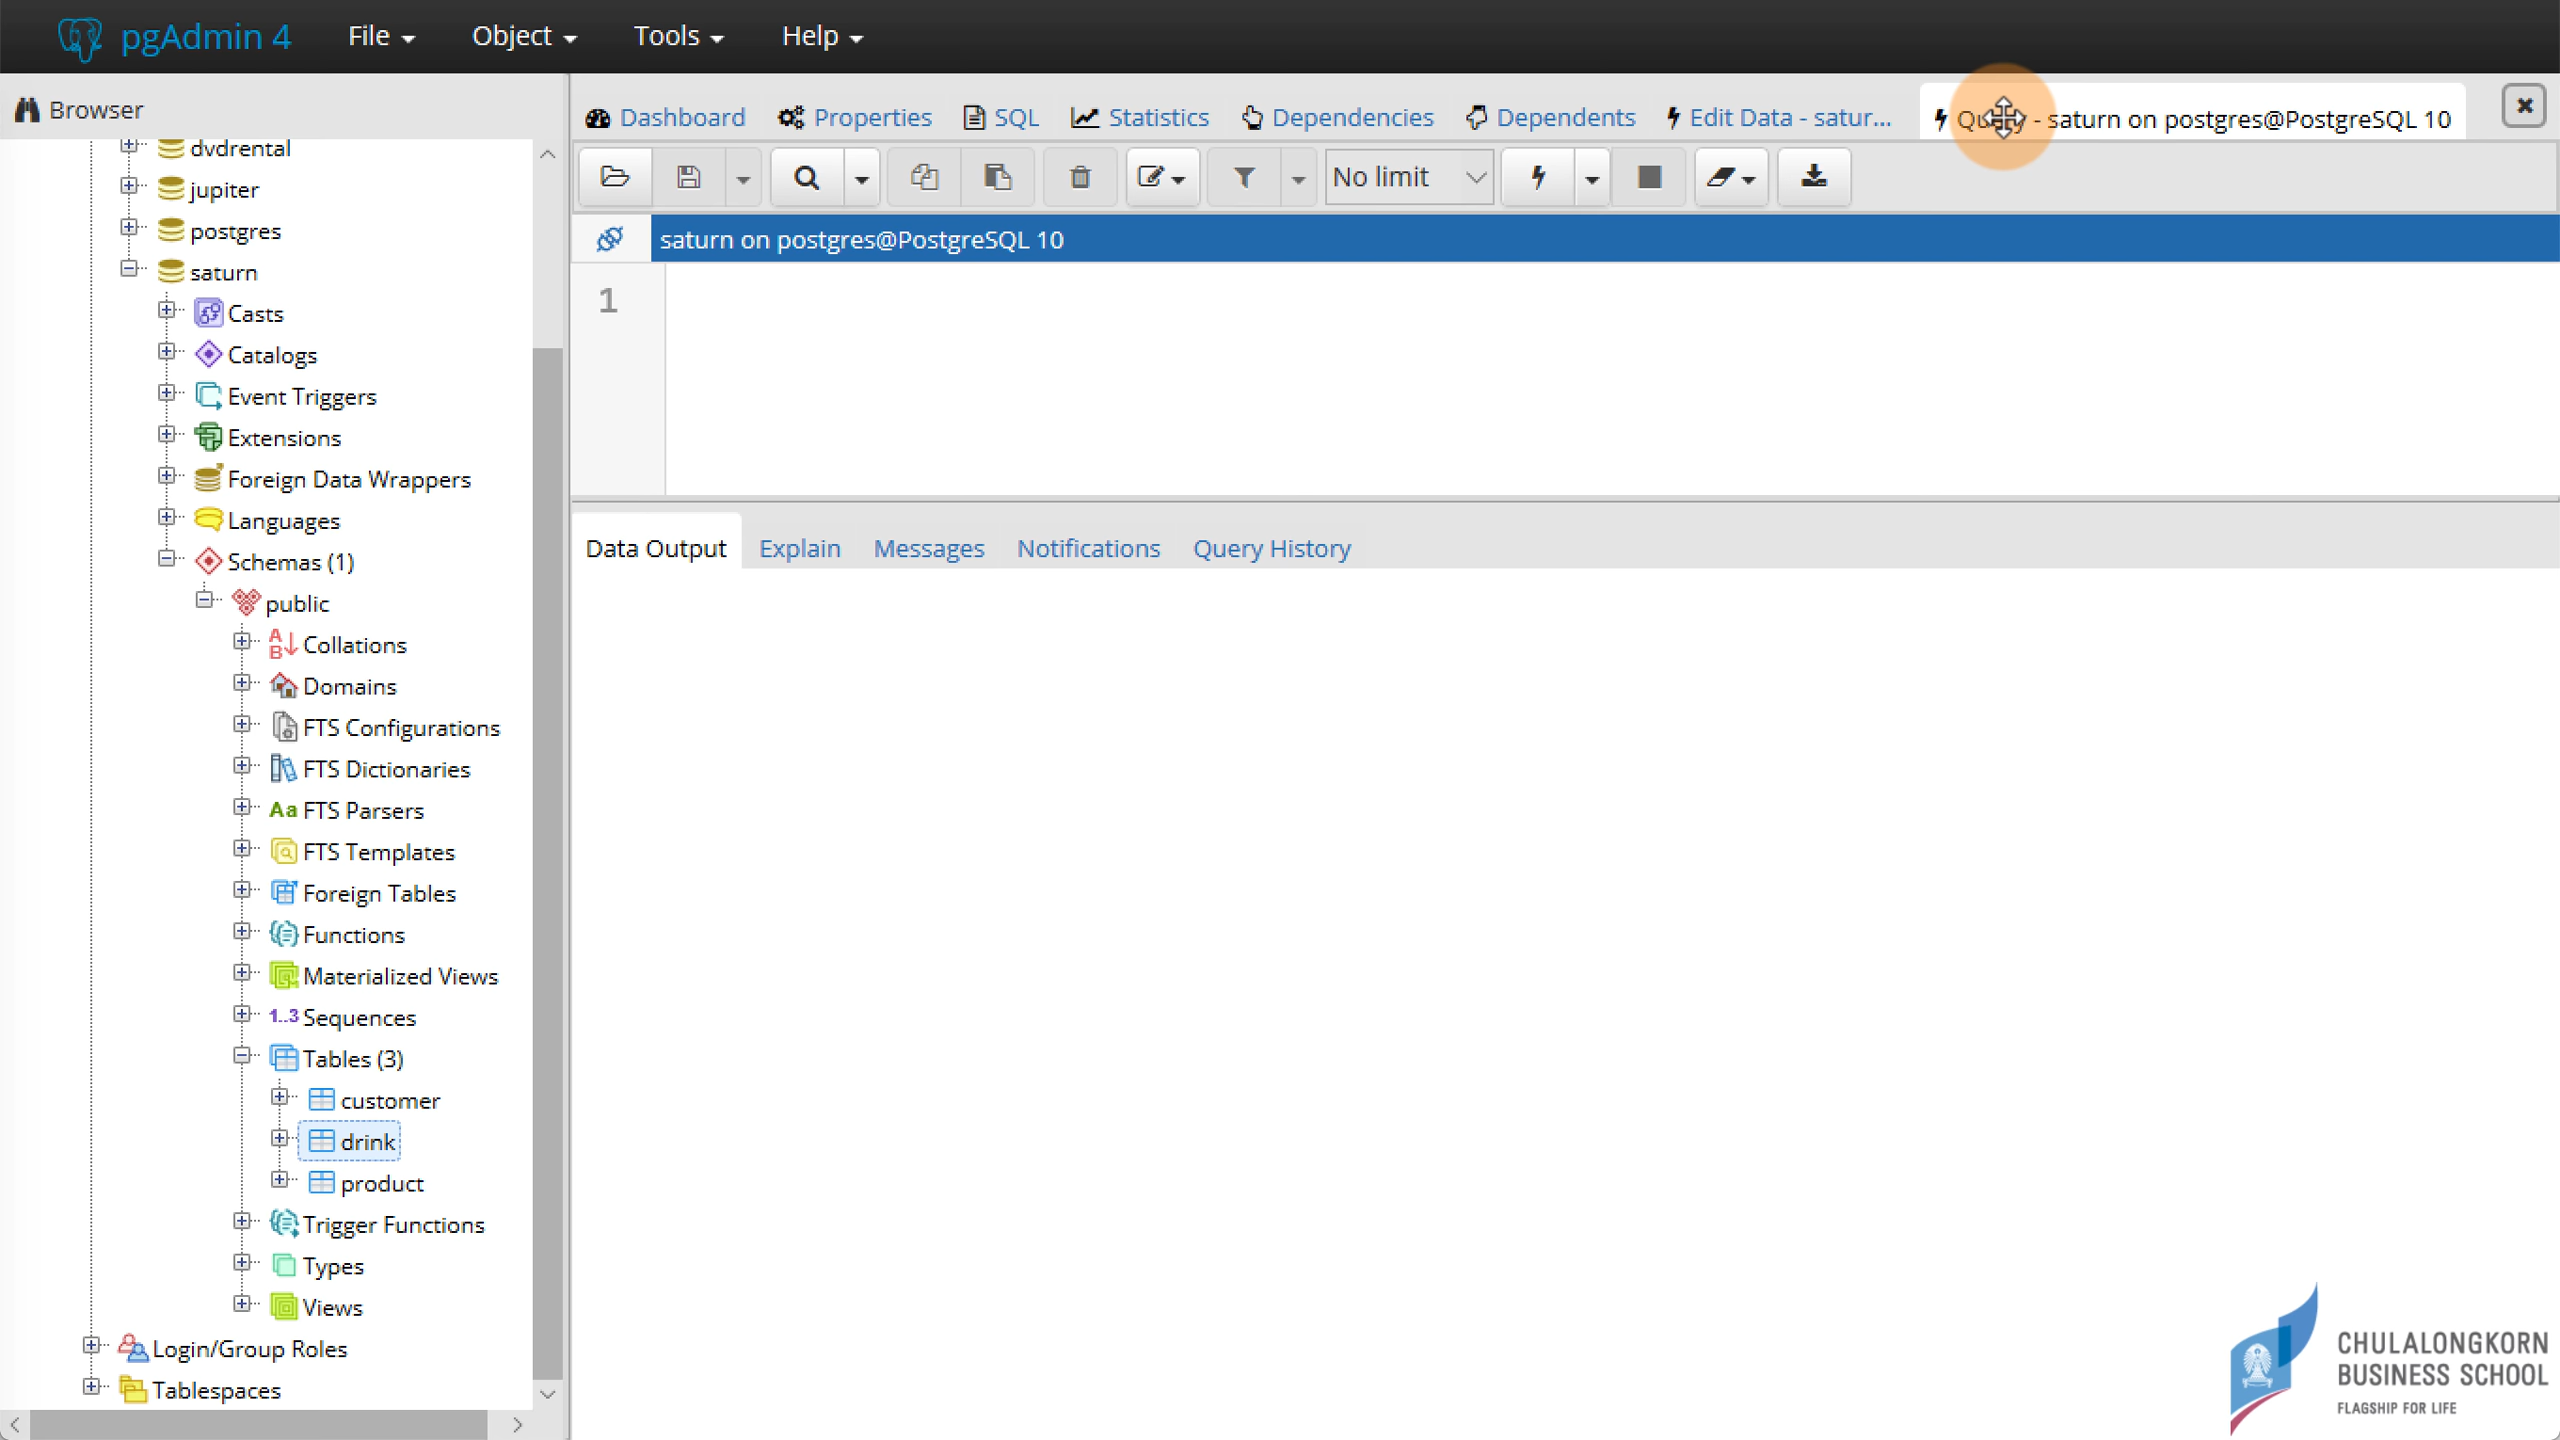 pgAdmin 4 File Object Tools Help
Browser
Dashboard Properties SQL Statistics Dependencies Dependents Edit Data - satur... - saturn on postgres@PostgreSQL 10
No limit
saturn on postgres@PostgreSQL 10
1
Data Output Explain Messages Notifications Query History
dvdrental
jupiter
postgres
saturn
Casts
Catalogs
Event Triggers
Extensions
Foreign Data Wrappers
Languages
Schemas (1)
public
Collations
Domains
FTS Configurations
FTS Dictionaries
Aa FTS Parsers
FTS Templates
Foreign Tables
Functions
Materialized Views
1..3 Sequences
Tables (3)
customer
drink
product
Trigger Functions
Types
Views
Login/Group Roles
Tablespaces
CHULALONGKORN
BUSINESS SCHOOL
FLAGSHIP FOR LIFE